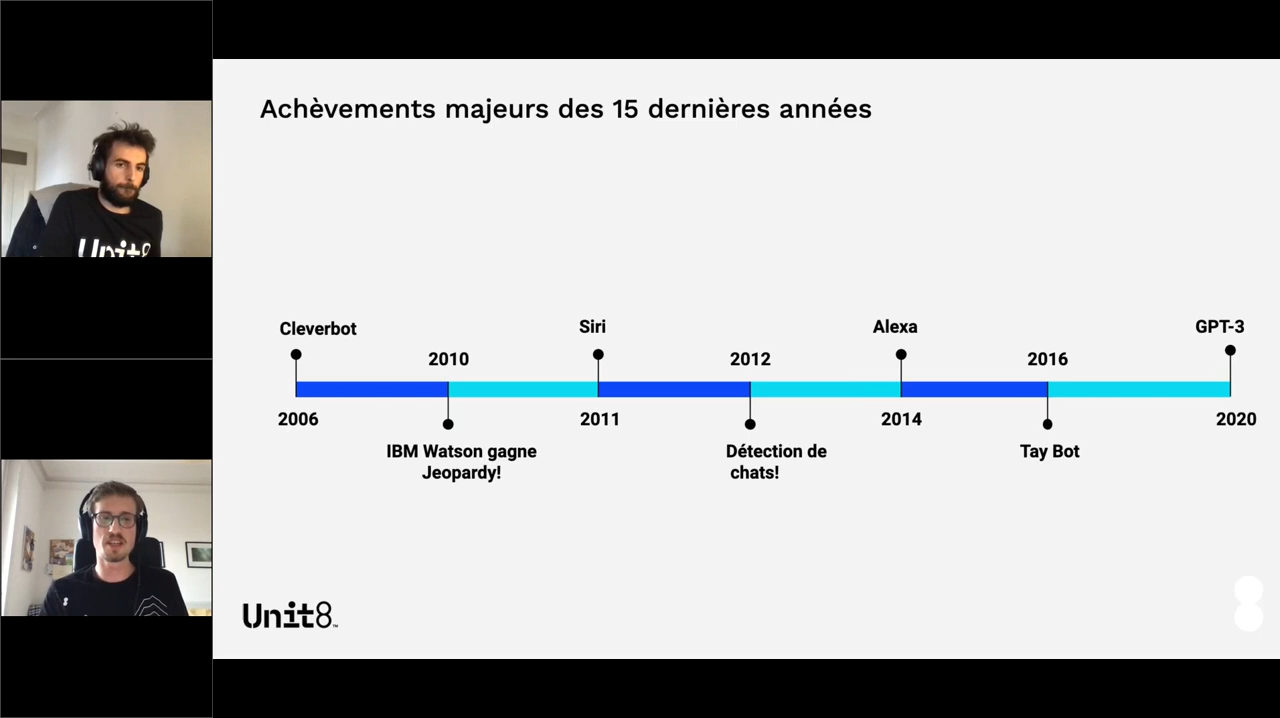 Achèvements majeurs des 15 dernières années
Cleverbot
Siri
Alexa
GPT-3
2010
2012
2016
2006
2011
2014
2020
IBM Watson gagne
Jeopardy!
Détection de
chats!
Tay Bot
Unit8™
Unit8